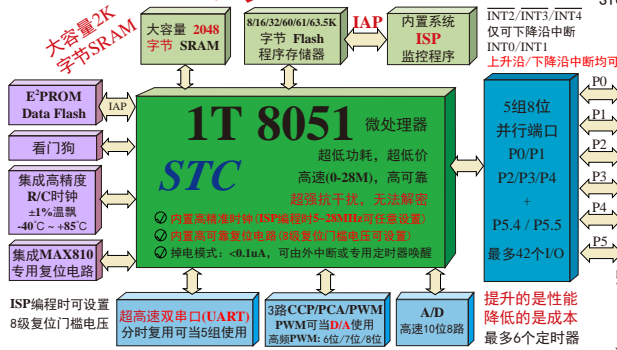 大容量2K
字节SRAM
大容量 2048
字节 SRAM
8/16/32/60/61/63.5K
字节 Flash
程序存储器
IAP
内置系统
ISP
监控程序
INT2/INT3/INT4
仅可下降沿中断
INT0/INT1
上升沿/下降沿中断均可
E²PROM
Data Flash
IAP
看门狗
集成高精度
R/C时钟
±1%温飘
-40℃ ~ +85℃
集成MAX810
专用复位电路
ISP编程时可设置
8级复位门槛电压
1T 8051 微处理器
STC
超低功耗，超低价
高速(0-28M)，高可靠
超强抗干扰，无法解密
内置高精准时钟(ISP编程时5-28MHz可任意设置)
内置高可靠复位电路(8级复位门槛电压可设置)
掉电模式：<0.1uA，可由外中断或专用定时器唤醒
5组8位
并行端口
P0/P1
P2/P3/P4
+
P5.4 / P5.5
最多42个I/O
P0
P1
P2
P3
P4
P5
超高速双串口(UART)
分时复用可当5组使用
3路CCP/PCA/PWM
PWM可当D/A使用
高频PWM: 6位/7位/8位
A/D
高速10位8路
提升的是性能
降低的是成本
最多6个定时器